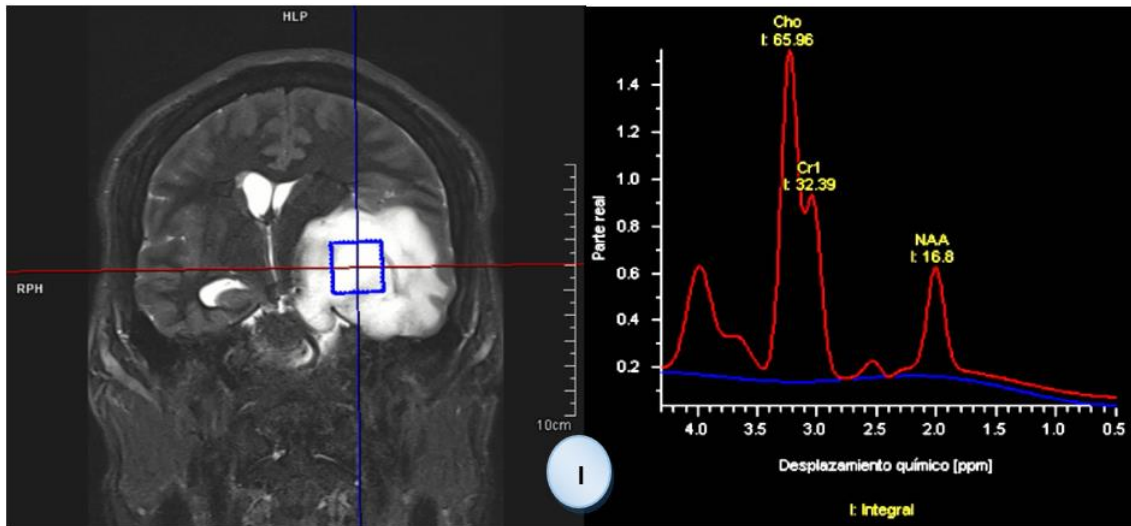 HLP
RPH
10cm
I
Cho
I: 65.96
Cr1
I: 32.39
NAA
I: 16.8
Parte real
1.4
1.2
1.0
0.8
0.6
0.4
0.2
4.0 3.5 3.0 2.5 2.0 1.5 1.0 0.5
Desplazamiento químico [ppm]
I: Integral